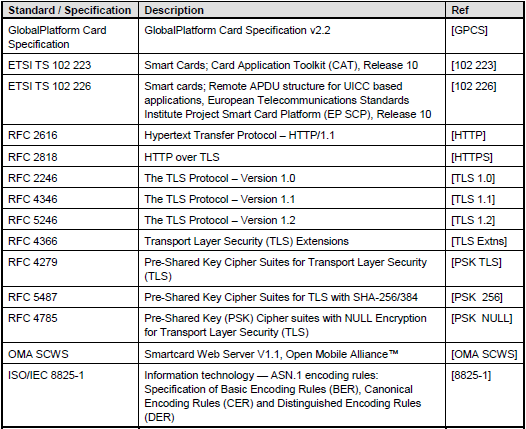 Standard / Specification Description Ref
GlobalPlatform Card Specification GlobalPlatform Card Specification v2.2 [GPCS]
ETSI TS 102 223 Smart Cards; Card Application Toolkit (CAT), Release 10 [102 223]
ETSI TS 102 226 Smart cards; Remote APDU structure for UICC based
applications, European Telecommunications Standards
Institute Project Smart Card Platform (EP SCP), Release 10 [102 226]
RFC 2616 Hypertext Transfer Protocol – HTTP/1.1 [HTTP]
RFC 2818 HTTP over TLS [HTTPS]
RFC 2246 The TLS Protocol – Version 1.0 [TLS 1.0]
RFC 4346 The TLS Protocol – Version 1.1 [TLS 1.1]
RFC 5246 The TLS Protocol – Version 1.2 [TLS 1.2]
RFC 4366 Transport Layer Security (TLS) Extensions [TLS Extns]
RFC 4279 Pre-Shared Key Cipher Suites for Transport Layer Security
(TLS) [PSK TLS]
RFC 5487 Pre-Shared Key Cipher Suites for TLS with SHA-256/384 [PSK 256]
RFC 4785 Pre-Shared Key (PSK) Cipher suites with NULL Encryption
for Transport Layer Security (TLS) [PSK NULL]
OMA SCWS Smartcard Web Server V1.1, Open Mobile Alliance™ [OMA SCWS]
ISO/IEC 8825-1 Information technology — ASN.1 encoding rules:
Specification of Basic Encoding Rules (BER), Canonical
Encoding Rules (CER) and Distinguished Encoding Rules
(DER) [8825-1]